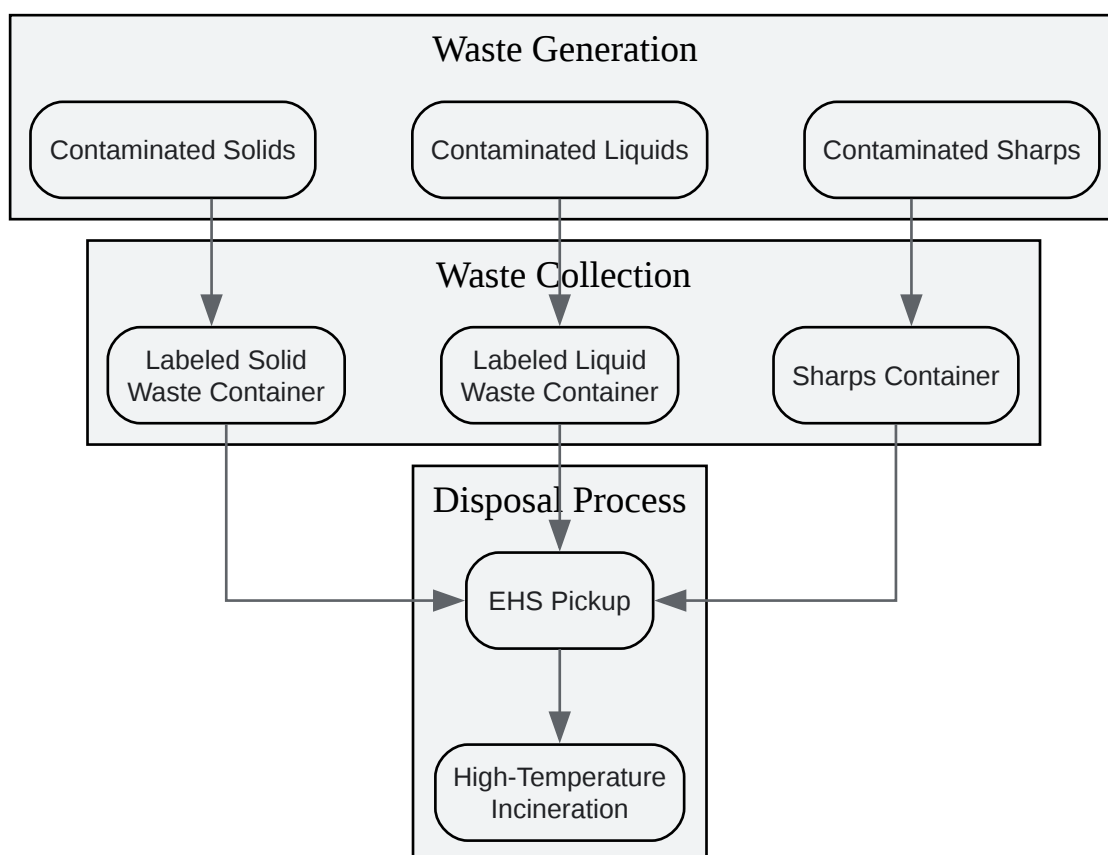 Waste Generation
Contaminated Solids
Contaminated Liquids
Contaminated Sharps
Waste Collection
Labeled Solid
Waste Container
Labeled Liquid
Waste Container
Sharps Container
Disposal Process
EHS Pickup
High-Temperature
Incineration